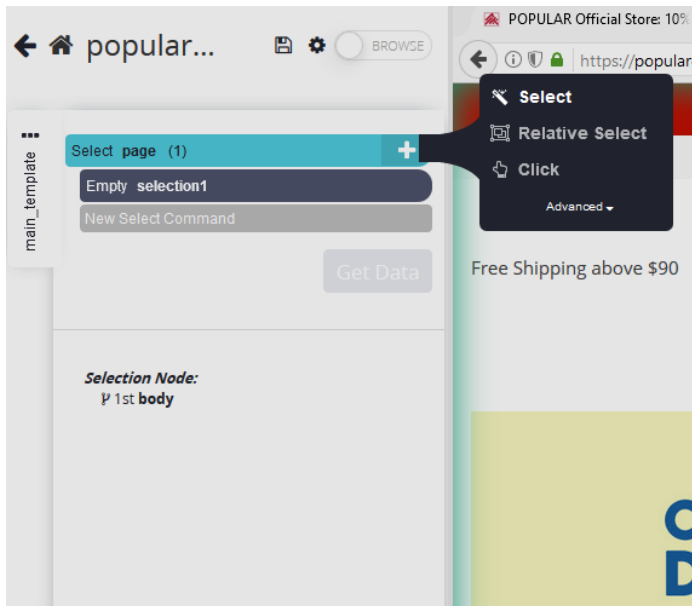 popular...
BROWSE
main_template
Select page (1)
Empty selection1
New Select Command
Get Data
Selection Node:
1st body
POPULAR Official Store: 10%
https://popular
Select
Relative Select
Click
Advanced
Free Shipping above $90